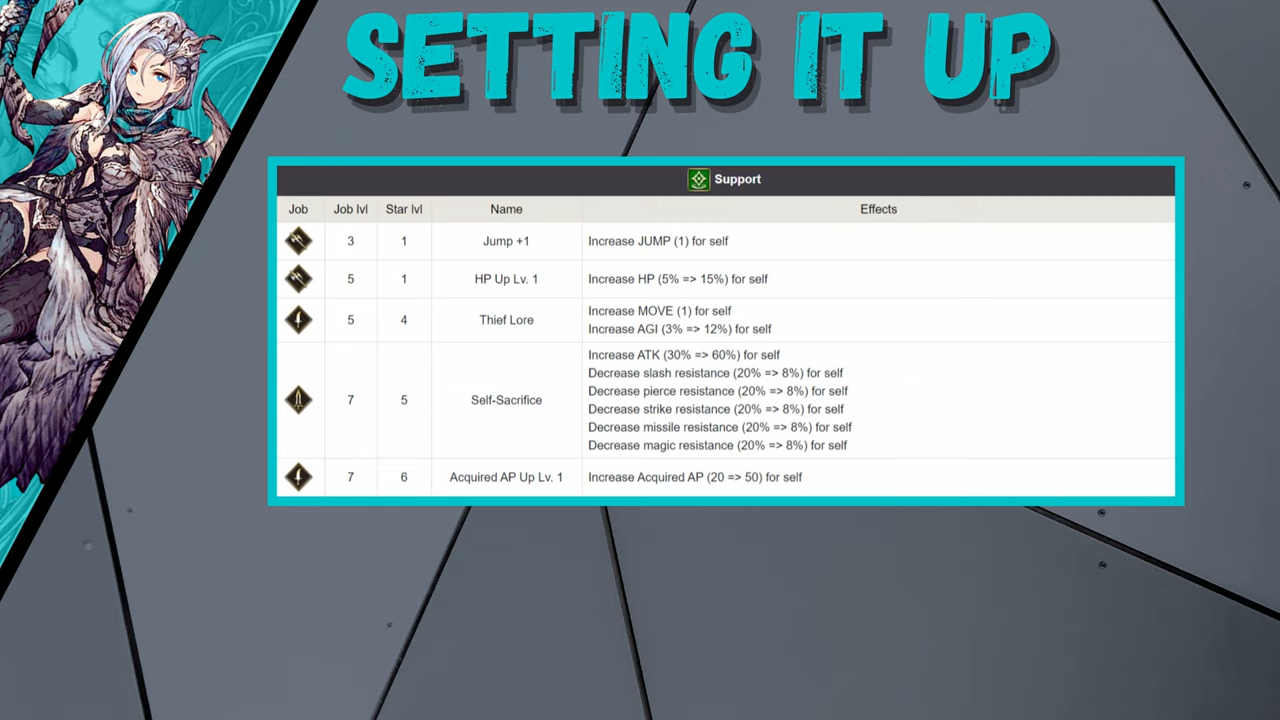 SETTING IT UP
Support
Job Job lvl Star lvl Name Effects
3 1 Jump +1 Increase JUMP (1) for self
5 1 HP Up Lv. 1 Increase HP (5% => 15%) for self
5 4 Thief Lore Increase MOVE (1) for self
Increase AGI (3% => 12%) for self
7 5 Self-Sacrifice Increase ATK (30% => 60%) for self
Decrease slash resistance (20% => 8%) for self
Decrease pierce resistance (20% => 8%) for self
Decrease strike resistance (20% => 8%) for self
Decrease missile resistance (20% => 8%) for self
Decrease magic resistance (20% => 8%) for self
7 6 Acquired AP Up Lv. 1 Increase Acquired AP (20 => 50) for self